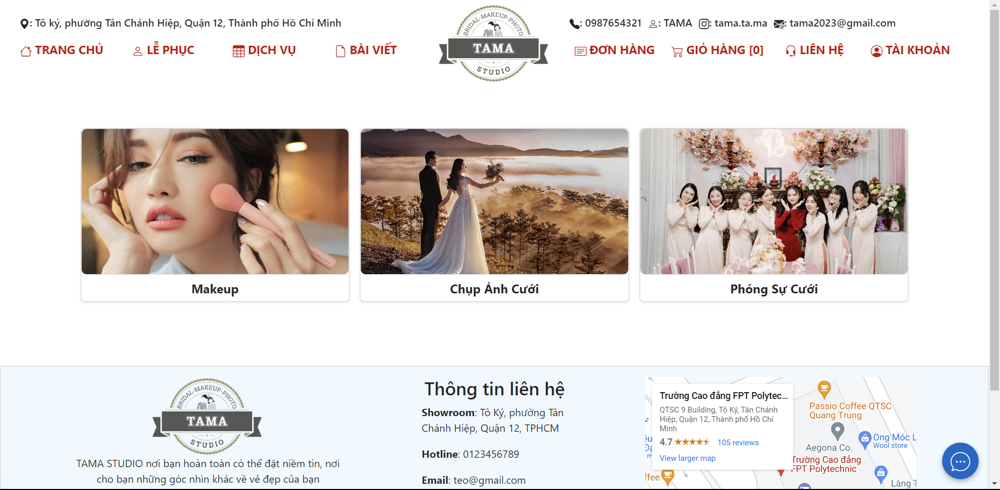 : Tô ký, phường Tân Chánh Hiệp, Quận 12, Thành phố Hồ Chí Minh
: 0987654321 : TAMA : tama.ta.ma : tama2023@gmail.com
TRANG CHỦ
LỄ PHỤC
DỊCH VỤ
BÀI VIẾT
BRIDAL·MAKEUP·PHOTO
TAMA
STUDIO
ĐƠN HÀNG
GIỎ HÀNG [0]
LIÊN HỆ
TÀI KHOẢN
Makeup
Chụp Ảnh Cưới
Phóng Sự Cưới
BRIDAL·MAKEUP·PHOTO
TAMA
STUDIO
TAMA STUDIO nơi bạn hoàn toàn có thể đặt niềm tin, nơi
cho bạn những góc nhìn khác về vẻ đẹp của bạn
Thông tin liên hệ
Showroom: Tô Ký, phường Tân
Chánh Hiệp, Quận 12, TPHCM
Hotline: 0123456789
Email: teo@gmail.com
Trường Cao đẳng FPT Polytec...
QTSC 9 Building, Tô Ký, Tân Chánh
Hiệp, Quận 12, Thành phố Hồ Chí
Minh
4.7 105 reviews
View larger map
Passio Coffee QTSC
Quang Trung
Ong Móc L
Wool store
Aegona Co.
Trường Cao đẳng
FPT Polytechnic
ffee
Làng T